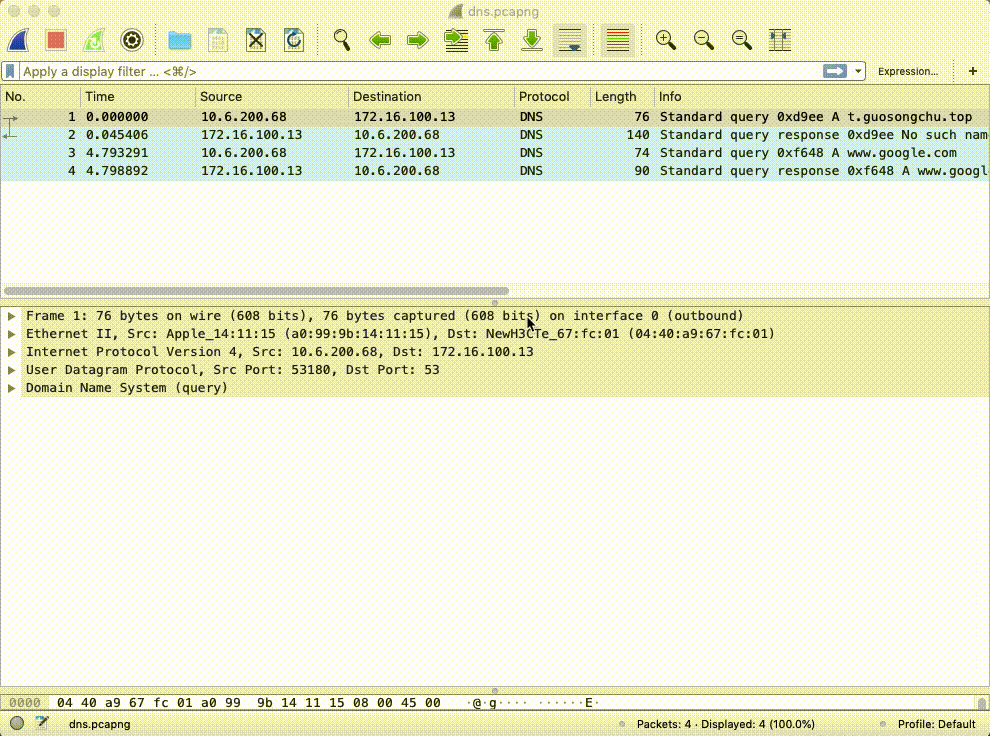 dns.pcapng
Apply a display filter ... <⌘/>
Expression...
+
No. Time Source Destination Protocol Length Info
1 0.000000 10.6.200.68 172.16.100.13 DNS 76 Standard query 0xd9ee A t.guosongchu.top
2 0.045406 172.16.100.13 10.6.200.68 DNS 140 Standard query response 0xd9ee No such nam
3 4.793291 10.6.200.68 172.16.100.13 DNS 74 Standard query 0xf648 A www.google.com
4 4.798892 172.16.100.13 10.6.200.68 DNS 90 Standard query response 0xf648 A www.googl
Frame 1: 76 bytes on wire (608 bits), 76 bytes captured (608 bits) on interface 0 (outbound)
Ethernet II, Src: Apple_14:11:15 (a0:99:9b:14:11:15), Dst: NewH3CTe_67:fc:01 (04:40:a9:67:fc:01)
Internet Protocol Version 4, Src: 10.6.200.68, Dst: 172.16.100.13
User Datagram Protocol, Src Port: 53180, Dst Port: 53
Domain Name System (query)
0000 04 40 a9 67 fc 01 a0 99 9b 14 11 15 08 00 45 00 ·@·g···· ······E·
dns.pcapng
Packets: 4 · Displayed: 4 (100.0%)
Profile: Default